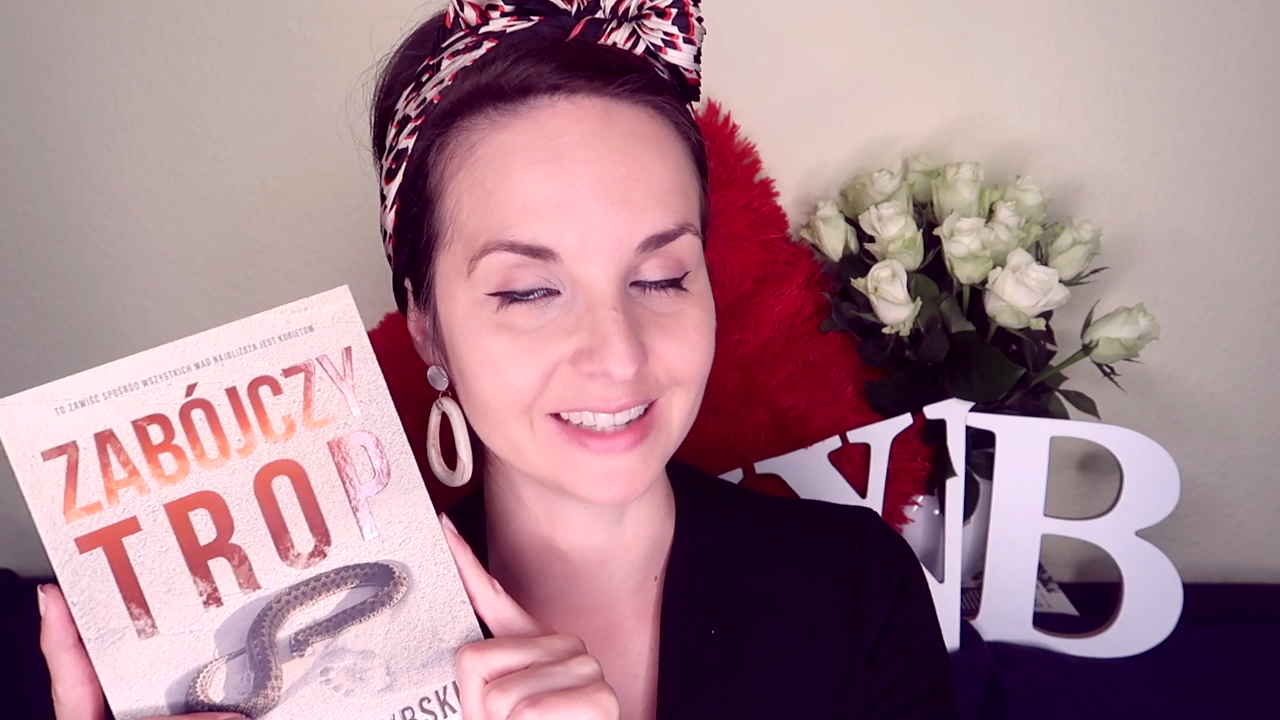 TO ZAWIŚĆ SPOŚRÓD WSZYSTKICH WAD NAJBLIŻSZA JEST KOBIETOM
ZABÓJCZY
TROP
B